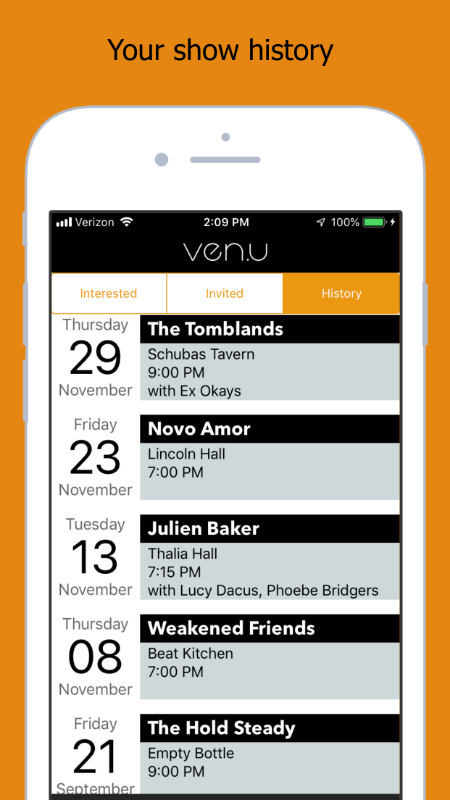 Your show history
Verizon 2:09 PM 100%
ven.u
Interested Invited History
Thursday
29
November
The Tomblands
Schubas Tavern
9:00 PM
with Ex Okays
Friday
23
November
Novo Amor
Lincoln Hall
7:00 PM
Tuesday
13
November
Julien Baker
Thalia Hall
7:15 PM
with Lucy Dacus, Phoebe Bridgers
Thursday
08
November
Weakened Friends
Beat Kitchen
7:00 PM
Friday
21
September
The Hold Steady
Empty Bottle
9:00 PM